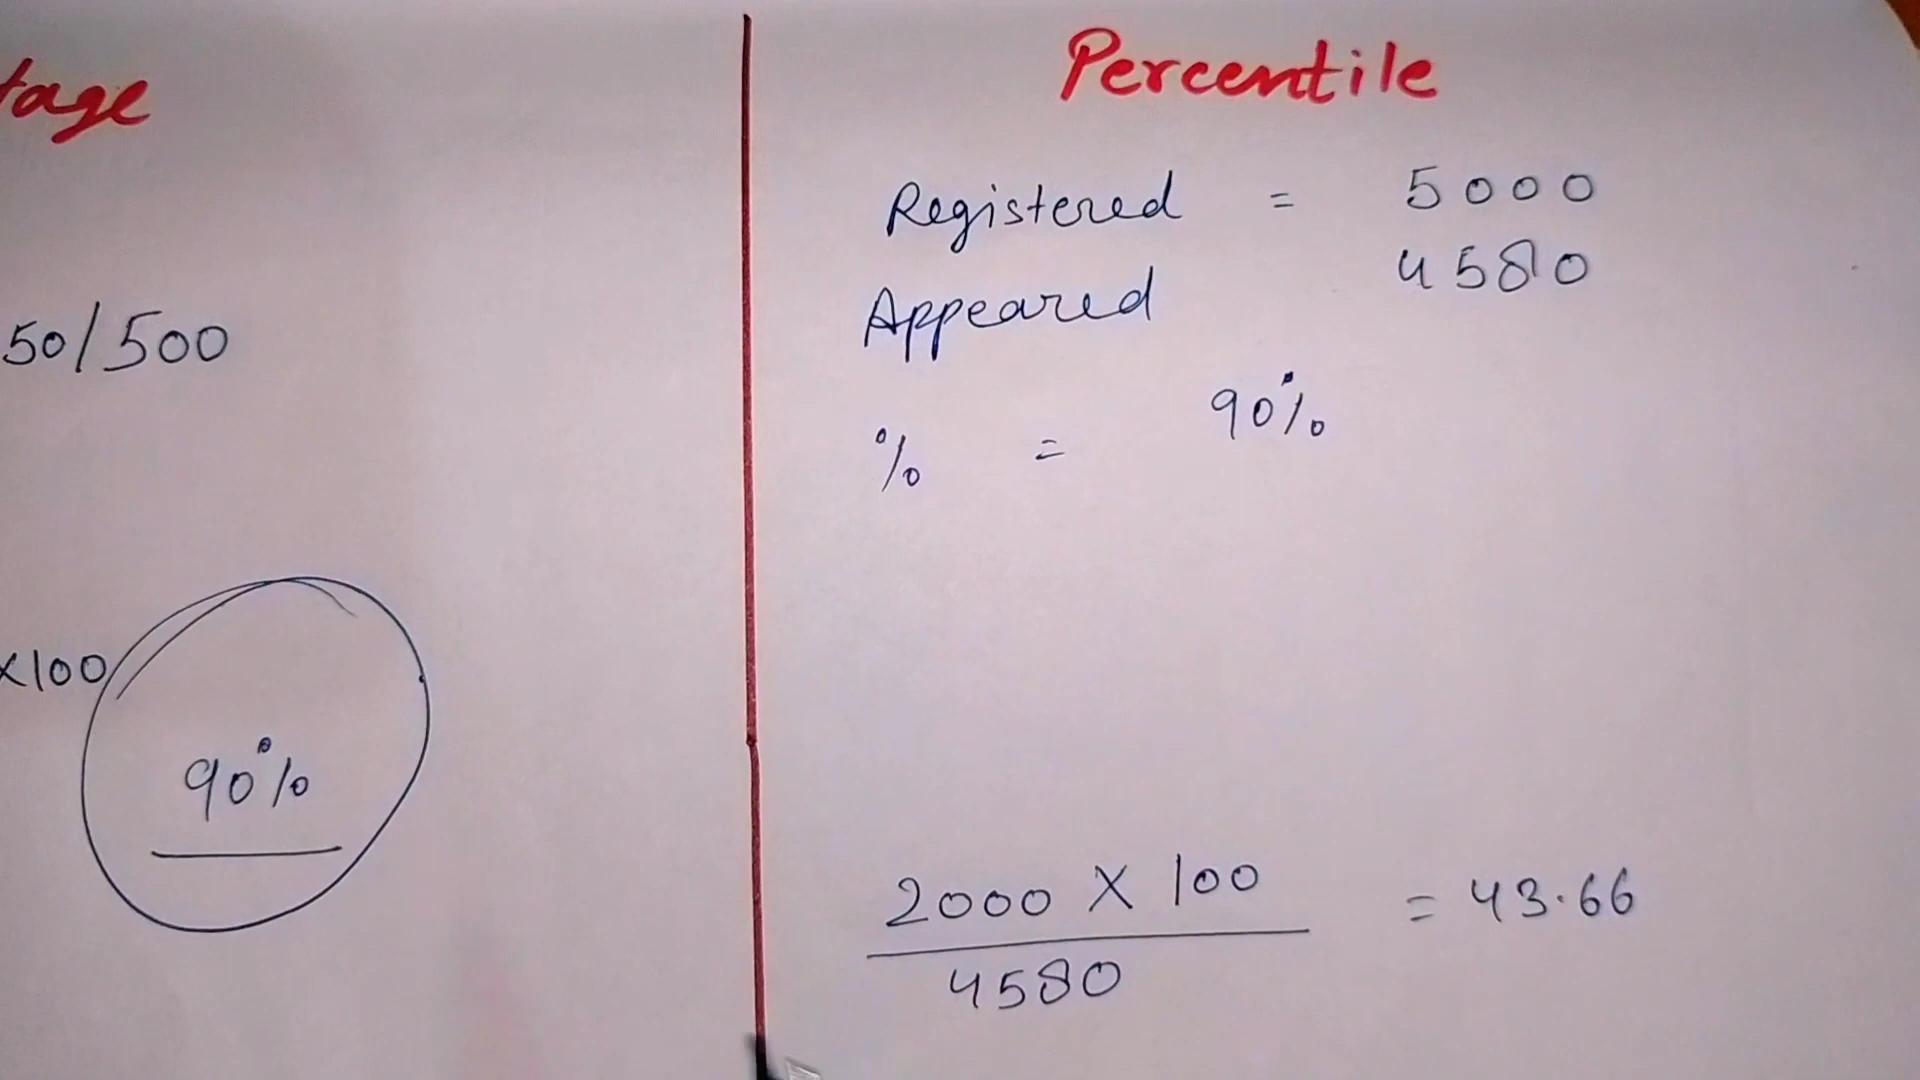 tage
50/500
x100
90%
Percentile
Registered = 5000
Appeared 4580
% = 90%
2000 X 100 = 43.66
4580